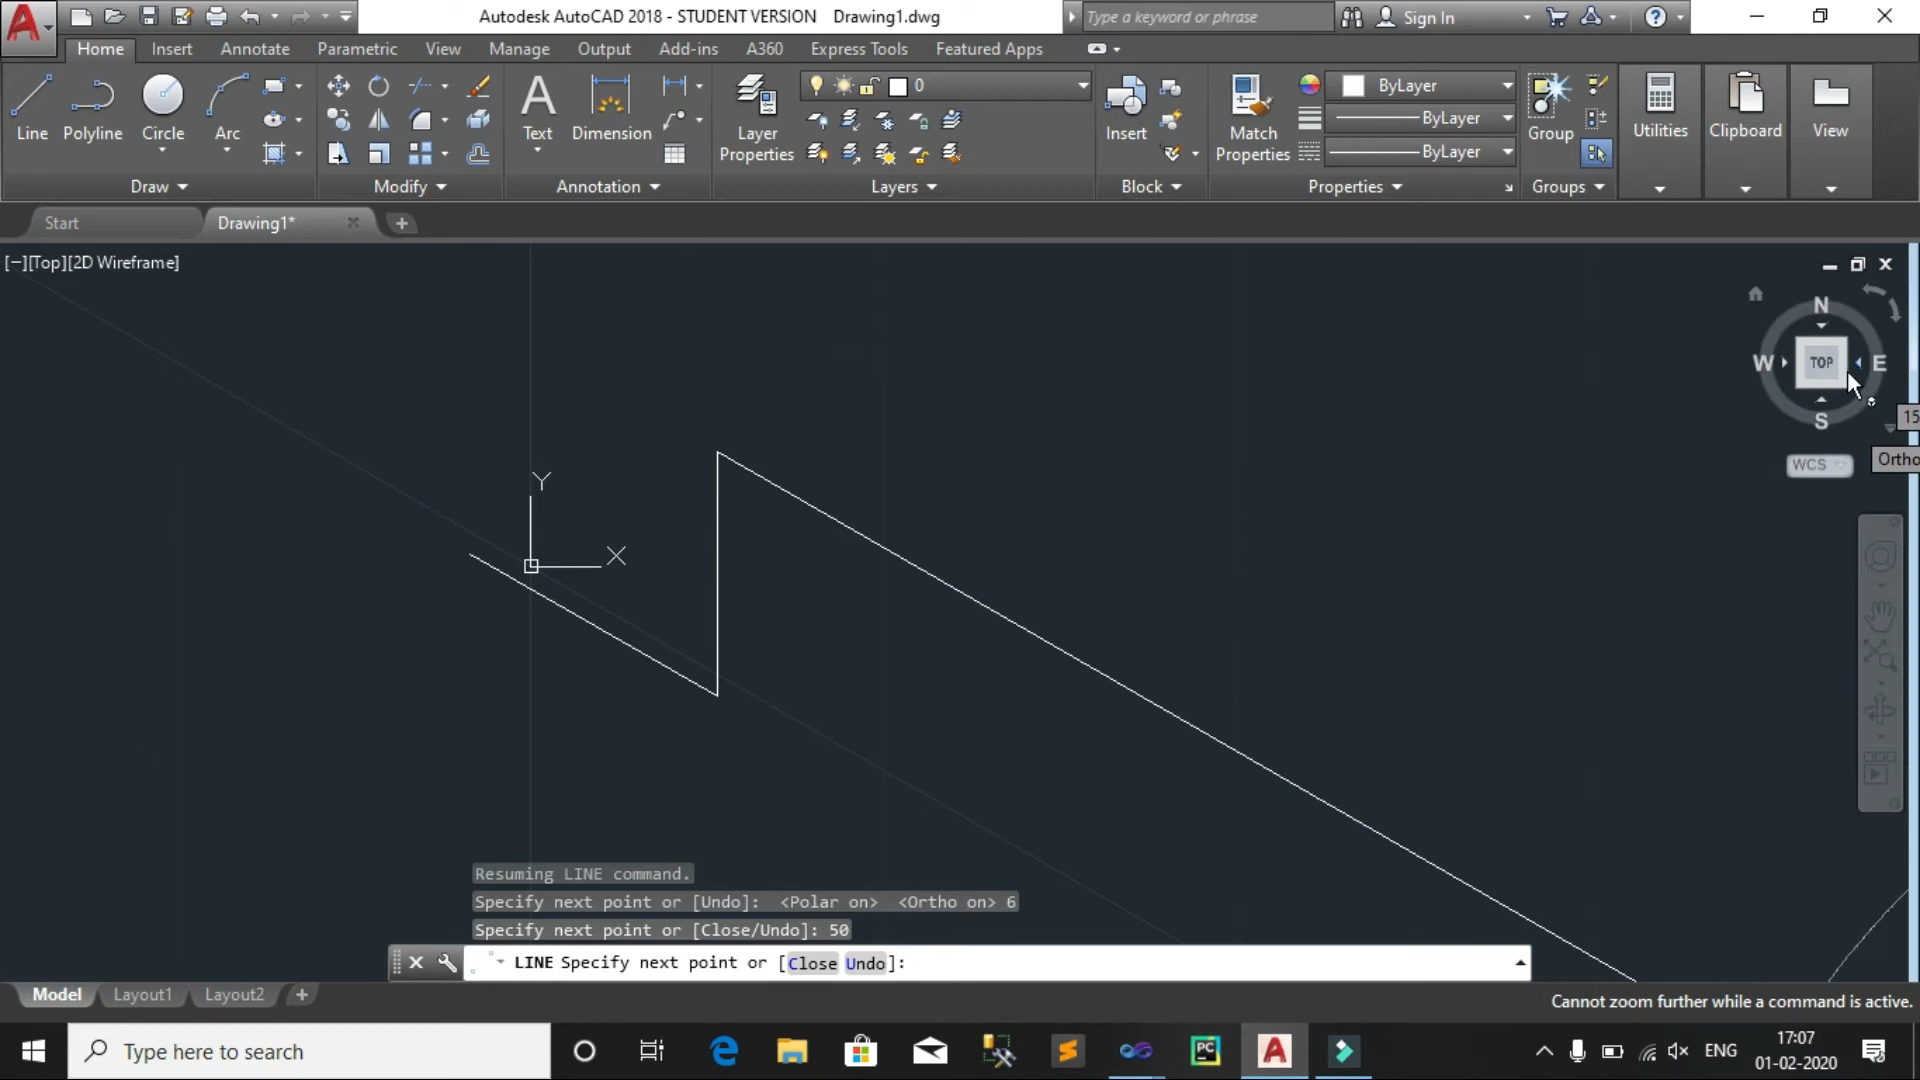 Autodesk AutoCAD 2018 - STUDENT VERSION Drawing1.dwg
Type a keyword or phrase
Sign In
Home Insert Annotate Parametric View Manage Output Add-ins A360 Express Tools Featured Apps
0
ByLayer
ByLayer
ByLayer
Line Polyline Circle Arc
Text Dimension
Layer Properties
Insert
Match Properties
Group
Utilities
Clipboard
View
Draw Modify Annotation Layers Block Properties Groups
Start Drawing1*
[−][Top][2D Wireframe]
N
W TOP E
S
15
Ortho
WCS
Y
X
Resuming LINE command.
Specify next point or [Undo]: <Polar on> <Ortho on> 6
Specify next point or [Close/Undo]: 50
LINE Specify next point or [Close Undo]:
Model Layout1 Layout2
Cannot zoom further while a command is active.
Type here to search
PC
ENG
17:07
01-02-2020